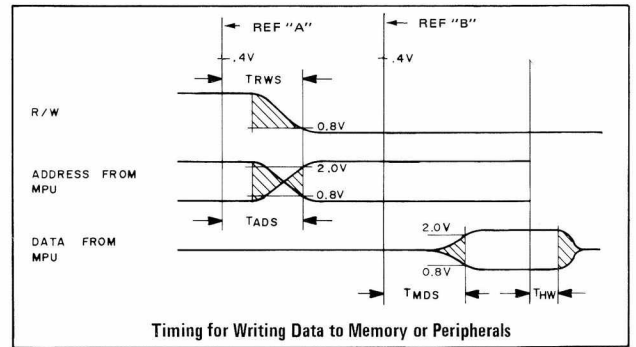 REF "A"
REF "B"
.4V
.4V
TRWS
R/W
0.8V
ADDRESS FROM
MPU
2.0V
0.8V
TADS
DATA FROM
MPU
2.0V
0.8V
TMDS
THW
Timing for Writing Data to Memory or Peripherals